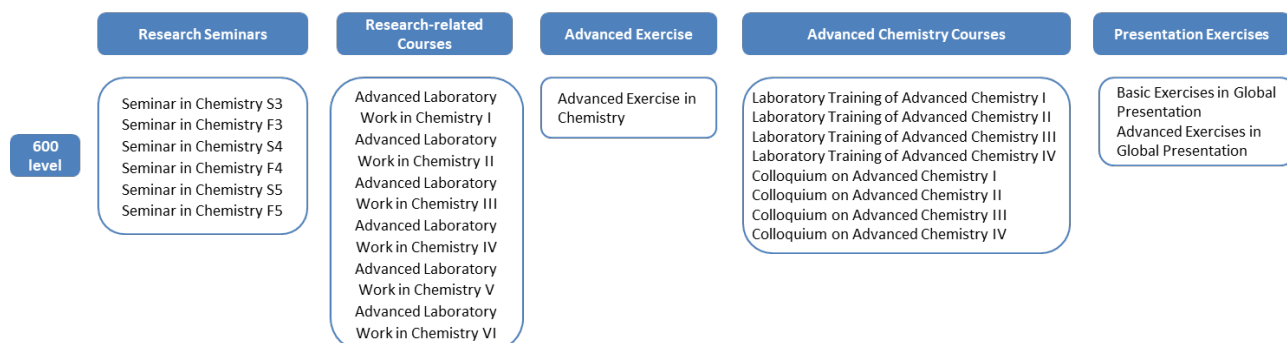 Research Seminars
Research-related
Courses
Advanced Exercise
Advanced Chemistry Courses
Presentation Exercises
600
level
Seminar in Chemistry S3
Seminar in Chemistry F3
Seminar in Chemistry S4
Seminar in Chemistry F4
Seminar in Chemistry S5
Seminar in Chemistry F5
Advanced Laboratory
Work in Chemistry I
Advanced Laboratory
Work in Chemistry II
Advanced Laboratory
Work in Chemistry III
Advanced Laboratory
Work in Chemistry IV
Advanced Laboratory
Work in Chemistry V
Advanced Laboratory
Work in Chemistry VI
Advanced Exercise in
Chemistry
Laboratory Training of Advanced Chemistry I
Laboratory Training of Advanced Chemistry II
Laboratory Training of Advanced Chemistry III
Laboratory Training of Advanced Chemistry IV
Colloquium on Advanced Chemistry I
Colloquium on Advanced Chemistry II
Colloquium on Advanced Chemistry III
Colloquium on Advanced Chemistry IV
Basic Exercises in Global
Presentation
Advanced Exercises in
Global Presentation